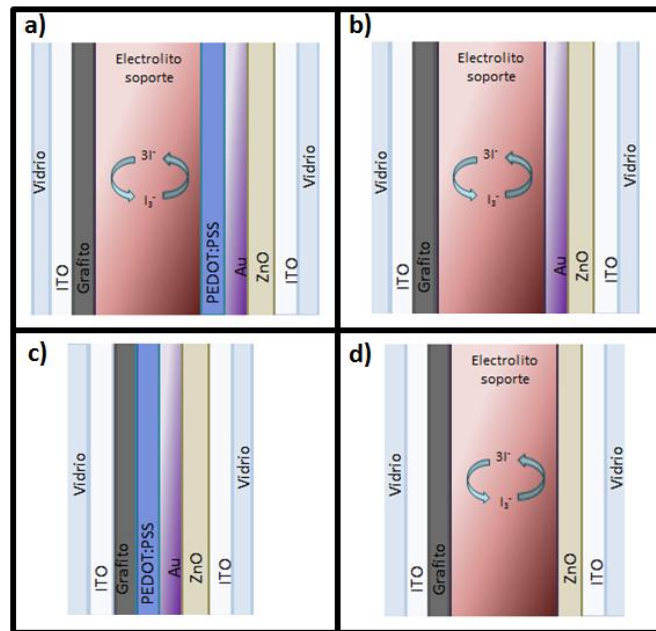 a)
Electrolito
soporte
3I⁻
I₃⁻
Vidrio
ITO
Grafito
PEDOT:PSS
Au
ZnO
ITO
Vidrio
b)
Electrolito
soporte
3I⁻
I₃⁻
Vidrio
ITO
Grafito
Au
ZnO
ITO
Vidrio
c)
Vidrio
ITO
Grafito
PEDOT:PSS
Au
ZnO
ITO
Vidrio
d)
Electrolito
soporte
3I⁻
I₃⁻
Vidrio
ITO
Grafito
ZnO
ITO
Vidrio